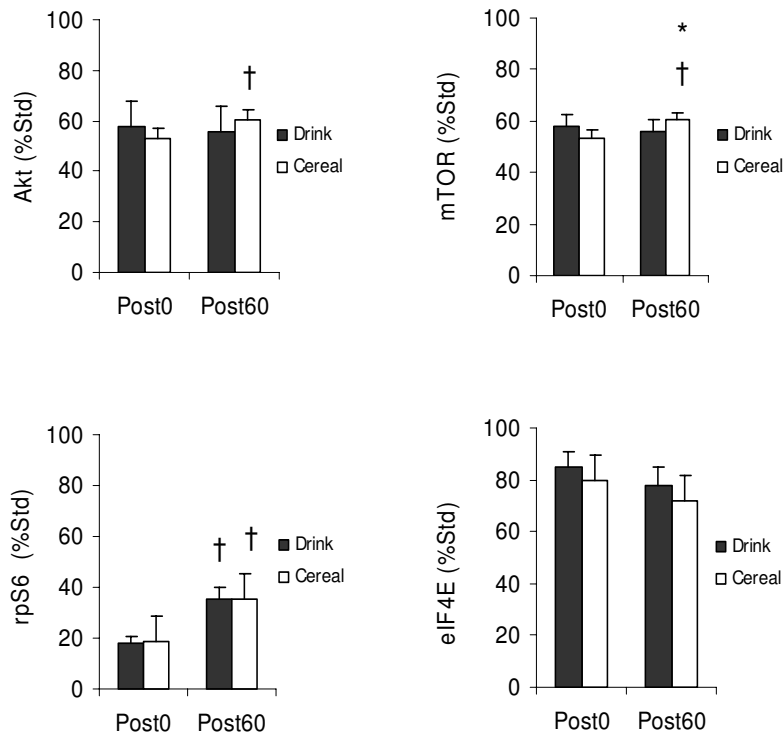 100
80
60
40
20
0
Akt (%Std)
†
Drink
Cereal
Post0 Post60
100
80
60
40
20
0
mTOR (%Std)
*
†
Drink
Cereal
Post0 Post60
100
80
60
40
20
0
rpS6 (%Std)
† †
Drink
Cereal
Post0 Post60
100
80
60
40
20
0
eIF4E (%Std)
Drink
Cereal
Post0 Post60